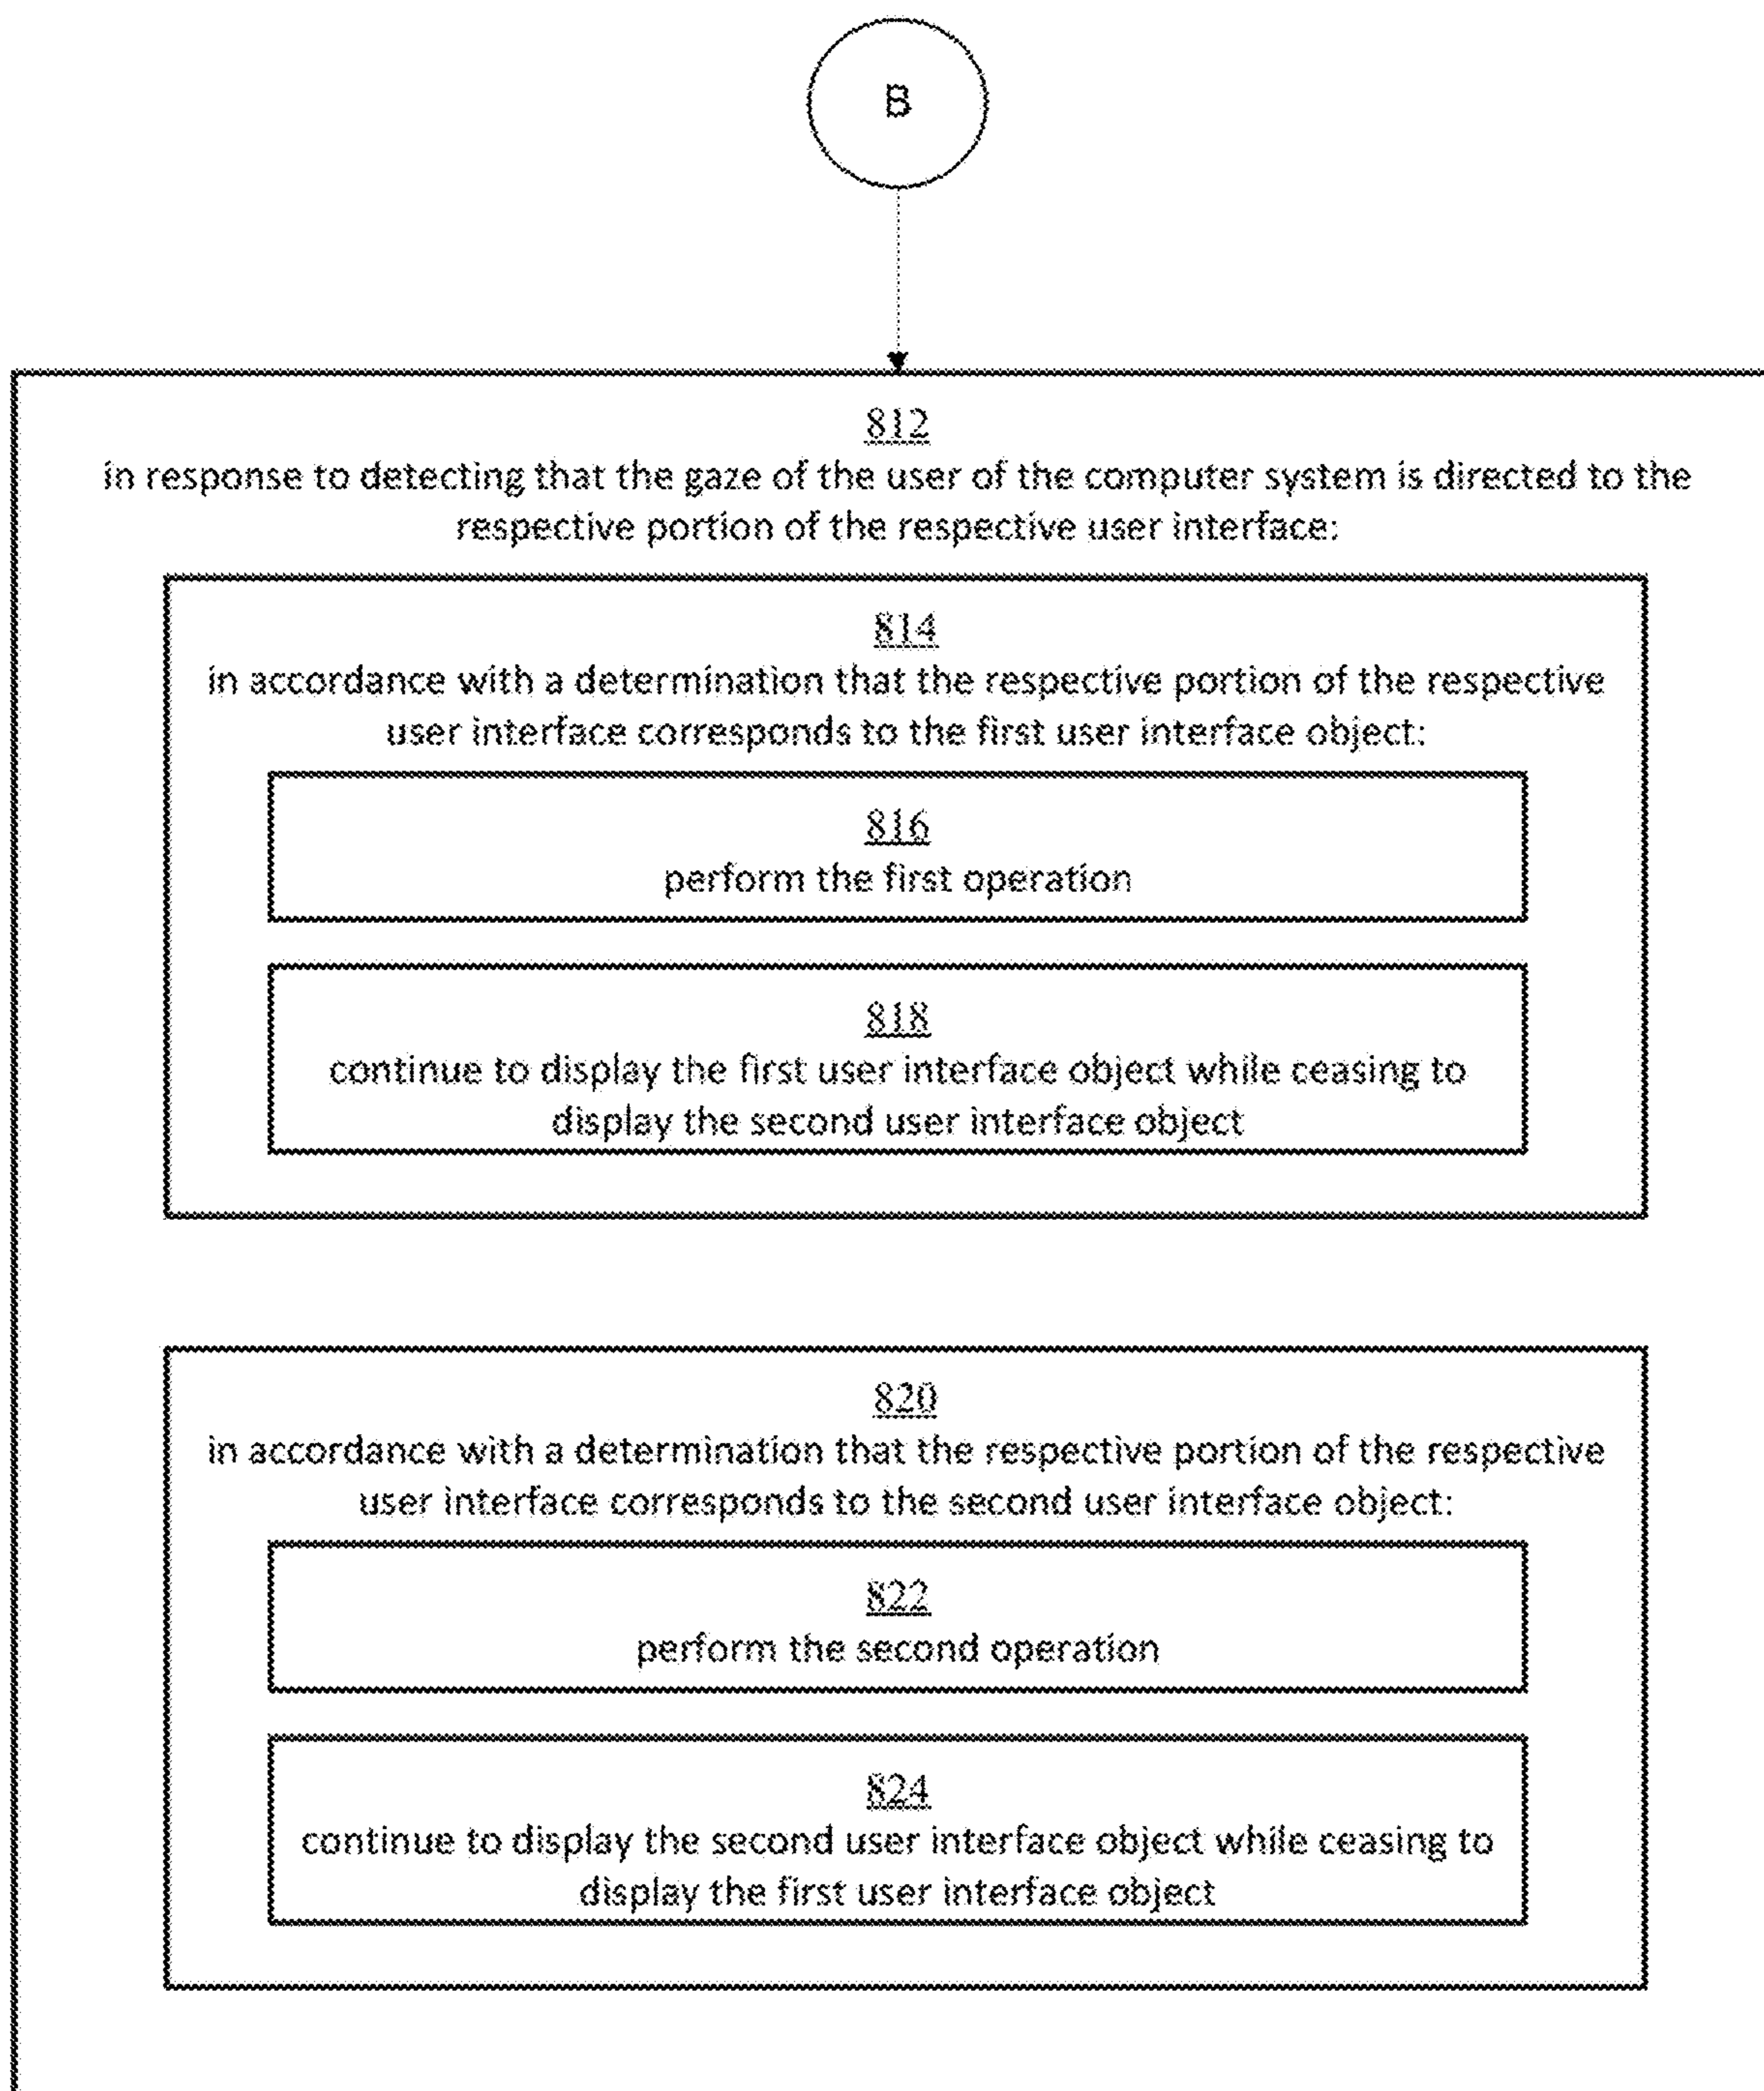 B
812
in response to detecting that the gaze of the user of the computer system is directed to the
respective portion of the respective user interface:
814
in accordance with a determination that the respective portion of the respective
user interface corresponds to the first user interface object:
816
perform the first operation
818
continue to display the first user interface object while ceasing to
display the second user interface object
820
in accordance with a determination that the respective portion of the respective
user interface corresponds to the second user interface object:
822
perform the second operation
824
continue to display the second user interface object while ceasing to
display the first user interface object